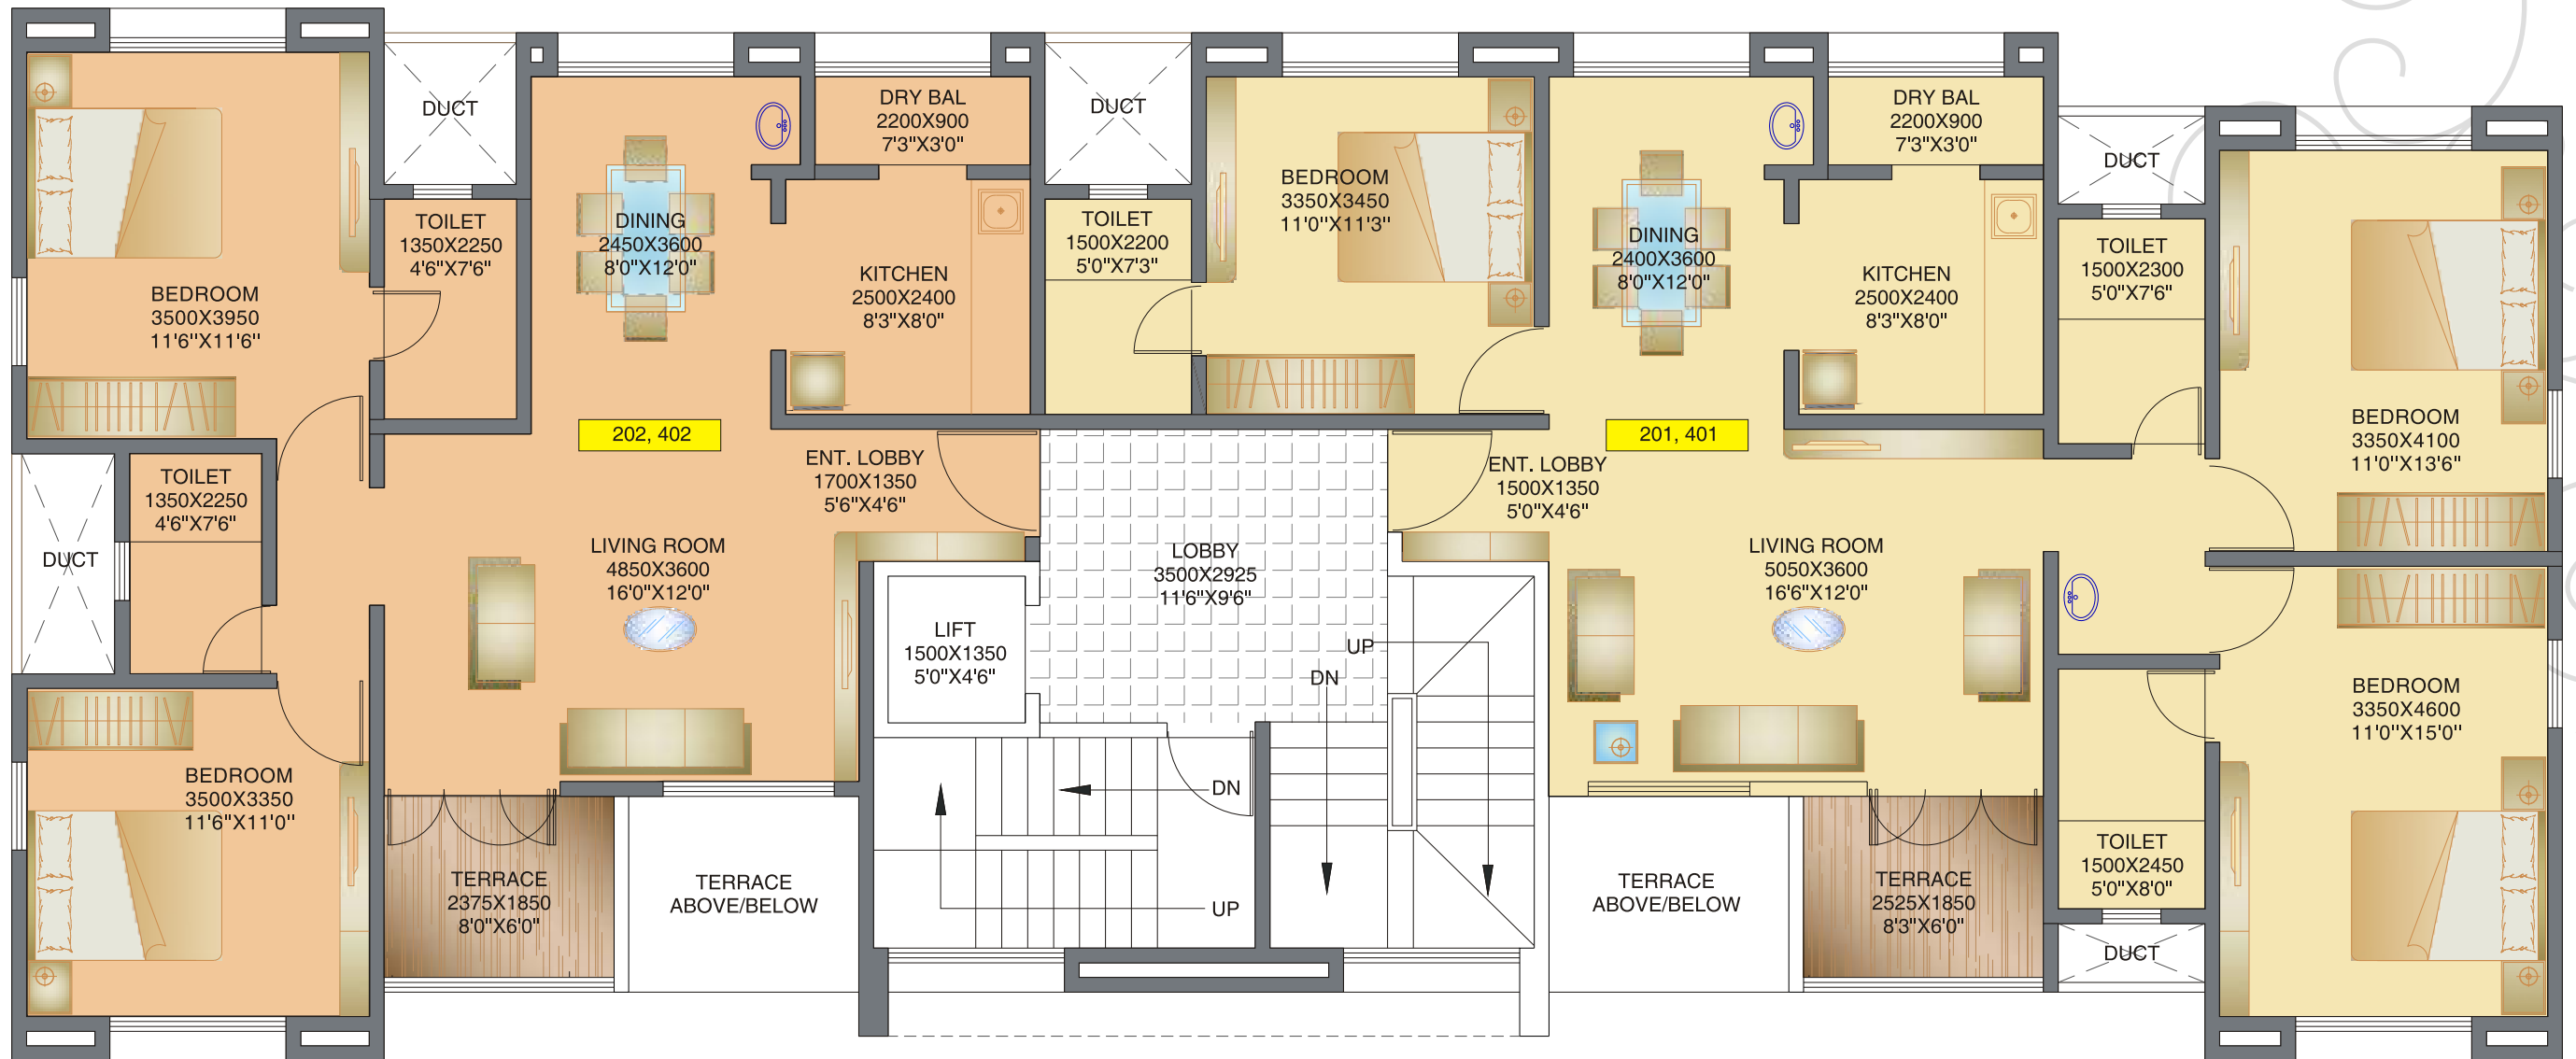 DUCT
DRY BAL
2200X900
7'3"X3'0"
DUCT
DRY BAL
2200X900
7'3"X3'0"
DUCT
TOILET
1350X2250
4'6"X7'6"
DINING
2450X3600
8'0"X12'0"
TOILET
1500X2200
5'0"X7'3"
BEDROOM
3350X3450
11'0"X11'3"
DINING
2400X3600
8'0"X12'0"
TOILET
1500X2300
5'0"X7'6"
BEDROOM
3500X3950
11'6"X11'6"
KITCHEN
2500X2400
8'3"X8'0"
KITCHEN
2500X2400
8'3"X8'0"
202, 402
201, 401
BEDROOM
3350X4100
11'0"X13'6"
TOILET
1350X2250
4'6"X7'6"
ENT. LOBBY
1700X1350
5'6"X4'6"
ENT. LOBBY
1500X1350
5'0"X4'6"
DUCT
LIVING ROOM
4850X3600
16'0"X12'0"
LOBBY
3500X2925
11'6"X9'6"
LIVING ROOM
5050X3600
16'6"X12'0"
LIFT
1500X1350
5'0"X4'6"
UP
DN
BEDROOM
3350X4600
11'0"X15'0"
BEDROOM
3500X3350
11'6"X11'0"
DN
TERRACE
2375X1850
8'0"X6'0"
TERRACE
ABOVE/BELOW
UP
TERRACE
ABOVE/BELOW
TERRACE
2525X1850
8'3"X6'0"
TOILET
1500X2450
5'0"X8'0"
DUCT